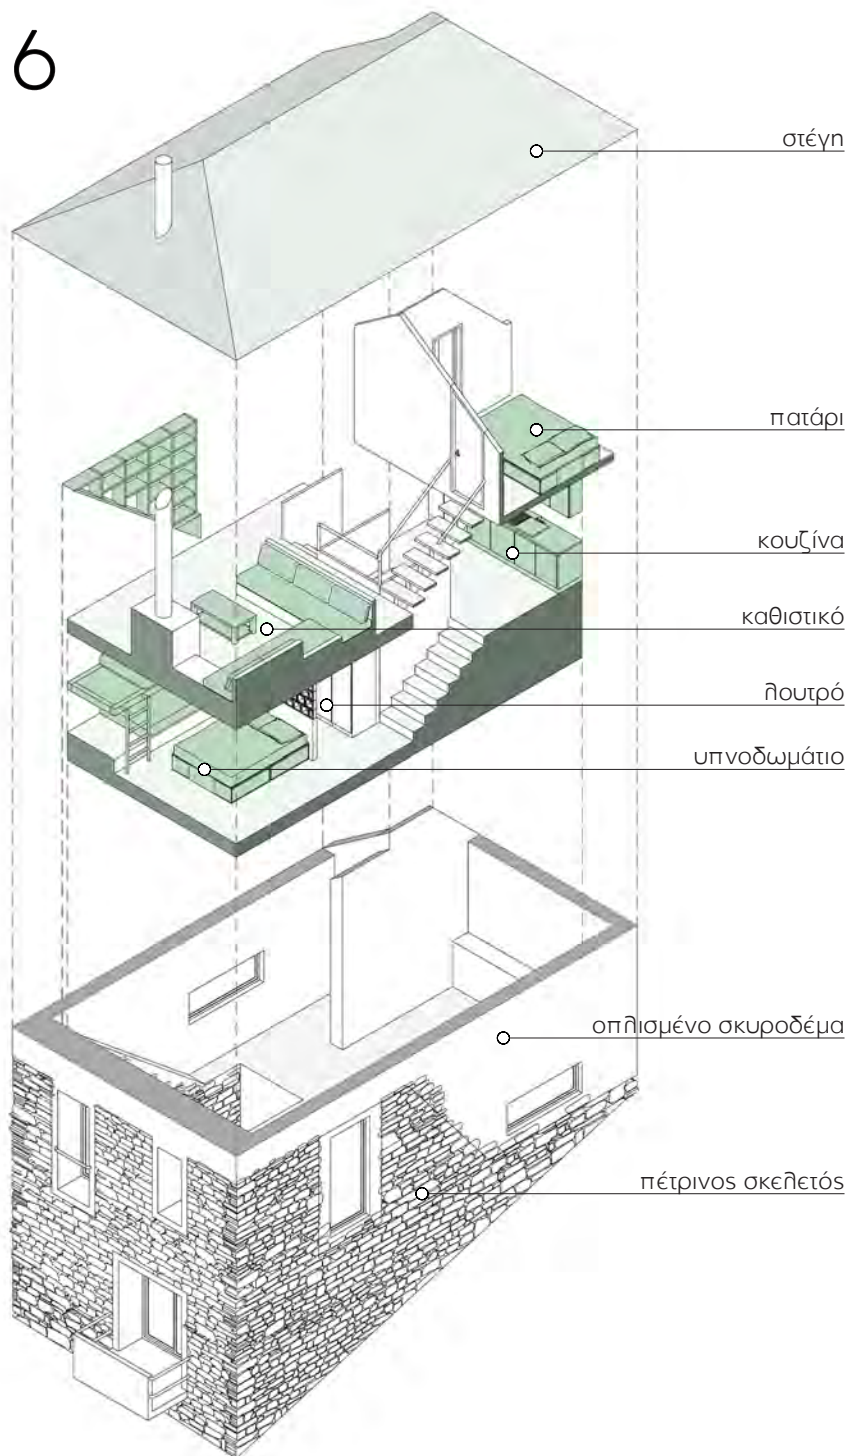 6
στέγη
πατάρι
κουζίνα
καθιστικό
λουτρό
υπνοδωμάτιο
οπλισμένο σκυροδέμα
πέτρινος σκελετός